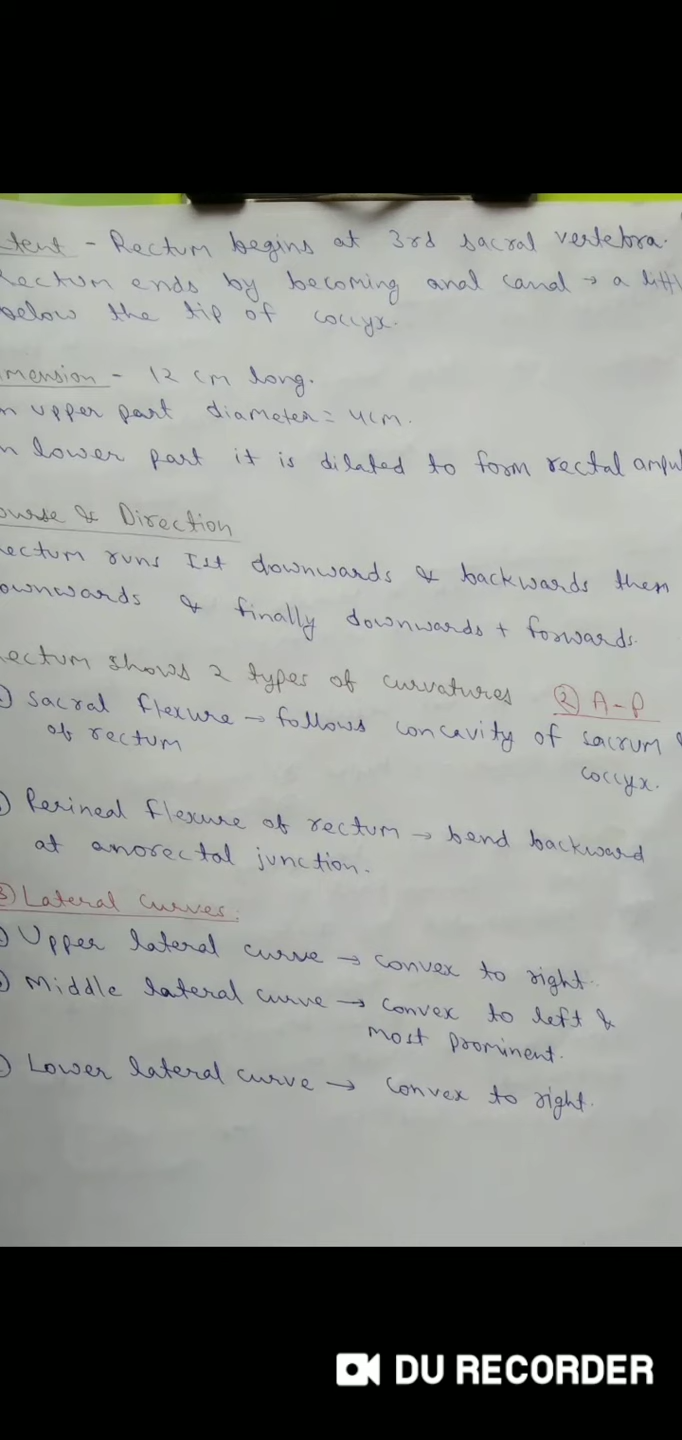 tent - Rectum begins at 3rd sacral vertebra.
Rectum ends by becoming anal canal → a littl
below the tip of coccyx.
mension - 12 cm long.
n upper part diameter = 4cm.
n lower part it is dilated to form rectal ampul
ourse & Direction
ectum runs Ist downwards & backwards then
ownwards & finally downwards + forwards.
ectum shows 2 types of curvatures ② A-P
) Sacral flexure → follows concavity of sacrum &
of rectum
coccyx.
) Perineal flexure of rectum → bend backward
at anorectal junction.
③ Lateral Curves:
) Upper lateral curve → convex to right.
) Middle lateral curve → convex to left &
most prominent.
) Lower lateral curve → convex to right.
DU RECORDER